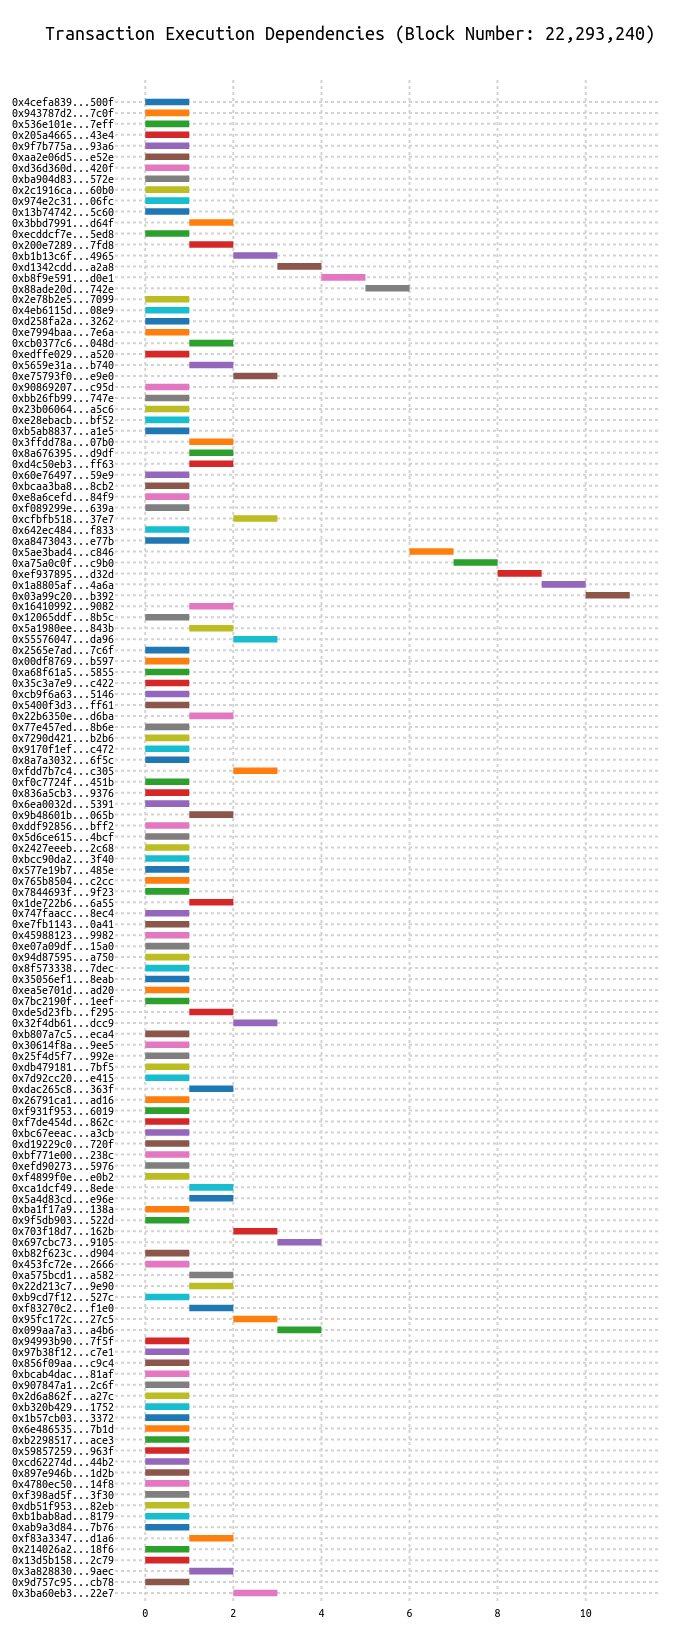 Transaction Execution Dependencies (Block Number: 22,293,240)
0x4cefa839...500f
0x943787d2...7c0f
0x536e101e...7eff
0x205a4665...43e4
0x9f7b775a...93a6
0xaa2e06d5...e52e
0xd36d360d...420f
0xba904d83...572e
0x2c1916ca...60b0
0x974e2c31...06fc
0x13b74742...5c60
0x3bbd7991...d64f
0xecddcf7e...5ed8
0x200e7289...7fd8
0xb1b13c6f...4965
0xd1342cdd...a2a8
0xb8f9e591...d0e1
0x88ade20d...742e
0x2e78b2e5...7099
0x4eb6115d...08e9
0xd258fa2a...3262
0xe7994baa...7e6a
0xcb0377c6...048d
0xedffe029...a520
0x5659e31a...b740
0xe75793f0...e9e0
0x90869207...c95d
0xbb26fb99...747e
0x23b06064...a5c6
0xe28ebacb...bf52
0xb5ab8837...a1e5
0x3ffdd78a...07b0
0x8a676395...d9df
0xd4c50eb3...ff63
0x60e76497...59e9
0xbcaa3ba8...8cb2
0xe8a6cefd...84f9
0xf089299e...639a
0xcfbfb518...37e7
0x642ec484...f833
0xa8473043...e77b
0x5ae3bad4...c846
0xa75a0c0f...c9b0
0xef937895...d32d
0x1a8805af...4a6a
0x03a99c20...b392
0x16410992...9082
0x12065ddf...8b5c
0x5a1980ee...843b
0x55576047...da96
0x2565e7ad...7c6f
0x00df8769...b597
0xa68f61a5...5855
0x35c3a7e9...c422
0xcb9f6a63...5146
0x5400f3d3...ff61
0x22b6350e...d6ba
0x77e457ed...8b6e
0x7290d421...b2b6
0x9170f1ef...c472
0x8a7a3032...6f5c
0xfdd7b7c4...c305
0xf0c7724f...451b
0x836a5cb3...9376
0x6ea0032d...5391
0x9b48601b...065b
0xddf92856...bff2
0x5d6ce615...4bcf
0x2427eeeb...2c68
0xbcc90da2...3f40
0x577e19b7...485e
0x765b8504...c2cc
0x7844693f...9f23
0x1de722b6...6a55
0x747faacc...8ec4
0xe7fb1143...0a41
0x45988123...9982
0xe07a09df...15a0
0x94d87595...a750
0x8f573338...7dec
0x35056ef1...8eab
0xea5e701d...ad20
0x7bc2190f...1eef
0xde5d23fb...f295
0x32f4db61...dcc9
0xb807a7c5...eca4
0x30614f8a...9ee5
0x25f4d5f7...992e
0xdb479181...7bf5
0x7d92cc20...e415
0xdac265c8...363f
0x26791ca1...ad16
0xf931f953...6019
0xf7de454d...862c
0xbc67eeac...a3cb
0xd19229c0...720f
0xbf771e00...238c
0xefd90273...5976
0xf4899f0e...e0b2
0xca1dcf49...8ede
0x5a4d83cd...e96e
0xba1f17a9...138a
0x9f5db903...522d
0x703f18d7...162b
0x697cbc73...9105
0xb82f623c...d904
0x453fc72e...2666
0xa575bcd1...a582
0x22d213c7...9e90
0xb9cd7f12...527c
0xf83270c2...f1e0
0x95fc172c...27c5
0x099aa7a3...a4b6
0x94993b90...7f5f
0x97b38f12...c7e1
0x856f09aa...c9c4
0xbcab4dac...81af
0x907847a1...2c6f
0x2d6a862f...a27c
0xb320b429...1752
0x1b57cb03...3372
0x6e486535...7b1d
0xb2298517...ace3
0x59857259...963f
0xcd62274d...44b2
0x897e946b...1d2b
0x4780ec50...14f8
0xf398ad5f...3f30
0xdb51f953...82eb
0xb1bab8ad...8179
0xab9a3d84...7b76
0xf83a3347...d1a6
0x214026a2...18f6
0x13d5b158...2c79
0x3a828830...9aec
0x9d757c95...cb78
0x3ba60eb3...22e7
0 2 4 6 8 10